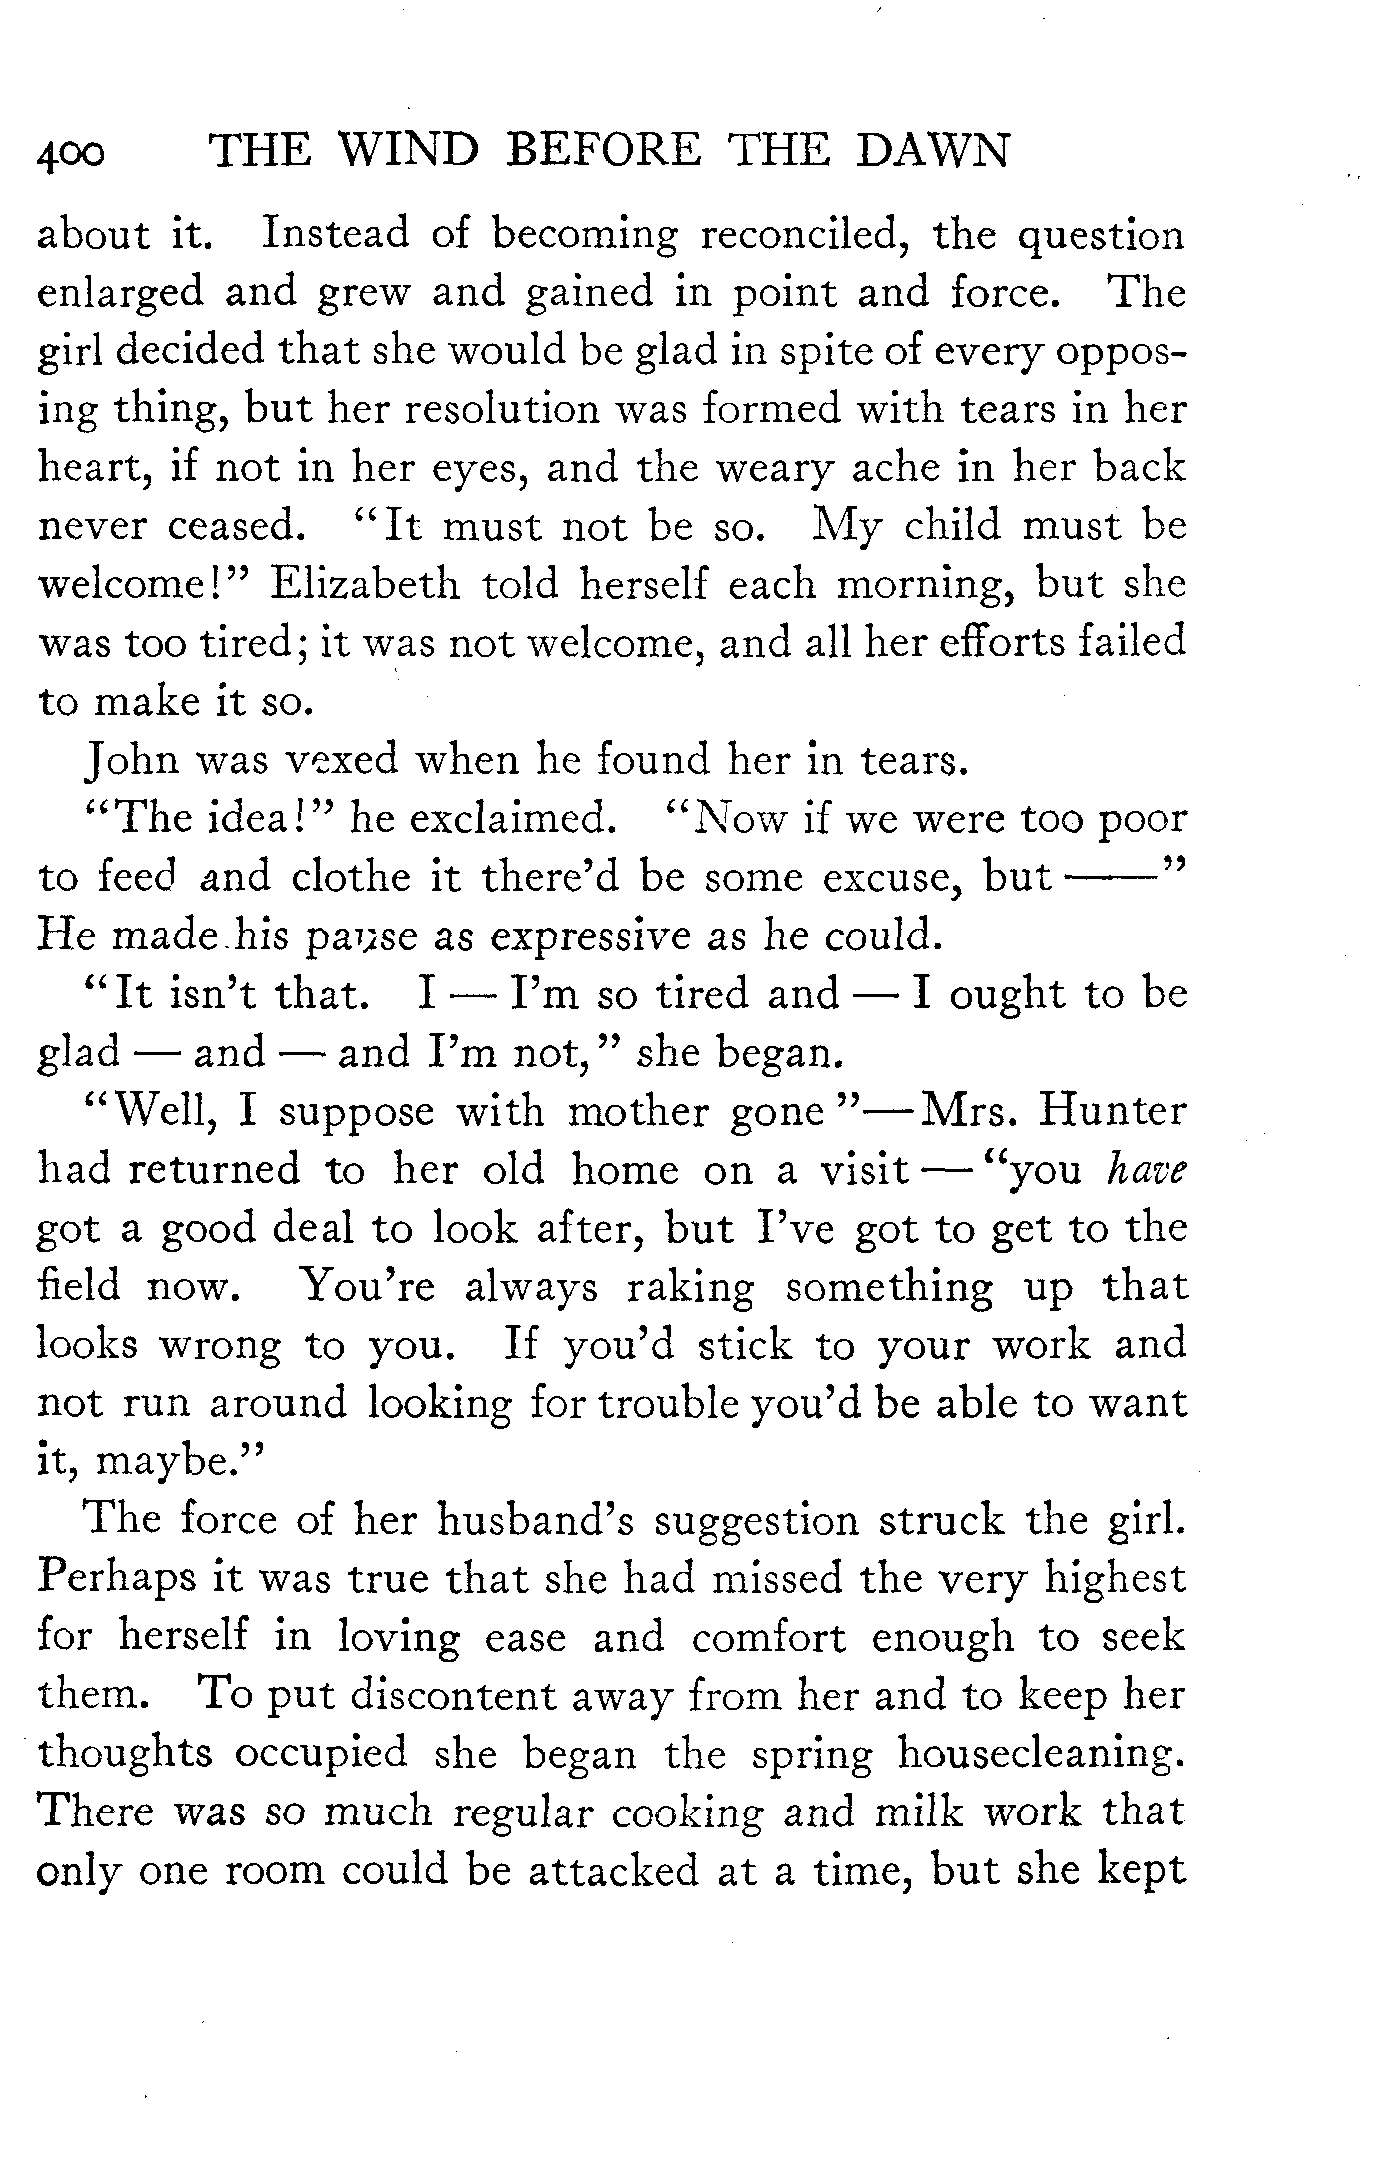 400 THE WIND BEFORE THE DAWN
about it. Instead of becoming reconciled, the question
enlarged and grew and gained in point and force. The
girl decided that she would be glad in spite of every oppos-
ing thing, but her resolution was formed with tears in her
heart, if not in her eyes, and the weary ache in her back
never ceased. "It must not be so. My child must be
welcome!" Elizabeth told herself each morning, but she
was too tired; it was not welcome, and all her efforts failed
to make it so.
John was vexed when he found her in tears.
"The idea!" he exclaimed. "Now if we were too poor
to feed and clothe it there'd be some excuse, but ——"
He made his pause as expressive as he could.
"It isn't that. I — I'm so tired and — I ought to be
glad — and — and I'm not," she began.
"Well, I suppose with mother gone"—Mrs. Hunter
had returned to her old home on a visit — "you have
got a good deal to look after, but I've got to get to the
field now. You're always raking something up that
looks wrong to you. If you'd stick to your work and
not run around looking for trouble you'd be able to want
it, maybe."
The force of her husband's suggestion struck the girl.
Perhaps it was true that she had missed the very highest
for herself in loving ease and comfort enough to seek
them. To put discontent away from her and to keep her
thoughts occupied she began the spring housecleaning.
There was so much regular cooking and milk work that
only one room could be attacked at a time, but she kept